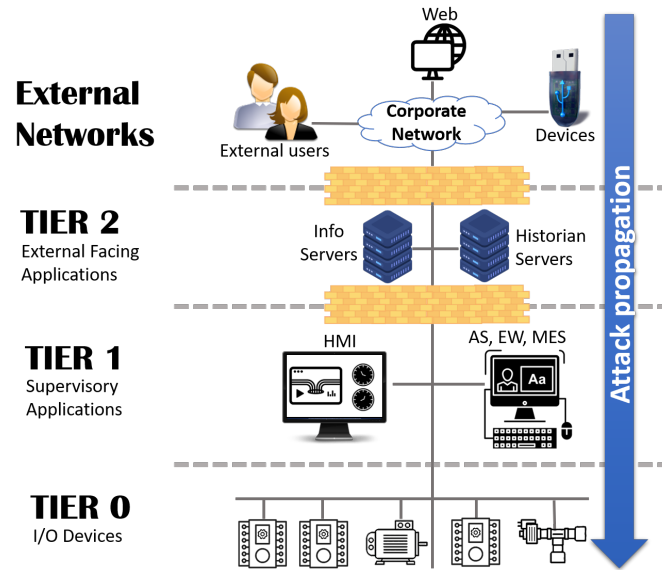 Web
External
Networks
Corporate
Network
External users
Devices
TIER 2
External Facing
Applications
Info
Servers
Historian
Servers
TIER 1
Supervisory
Applications
HMI
AS, EW, MES
Aa
TIER 0
I/O Devices
Attack propagation